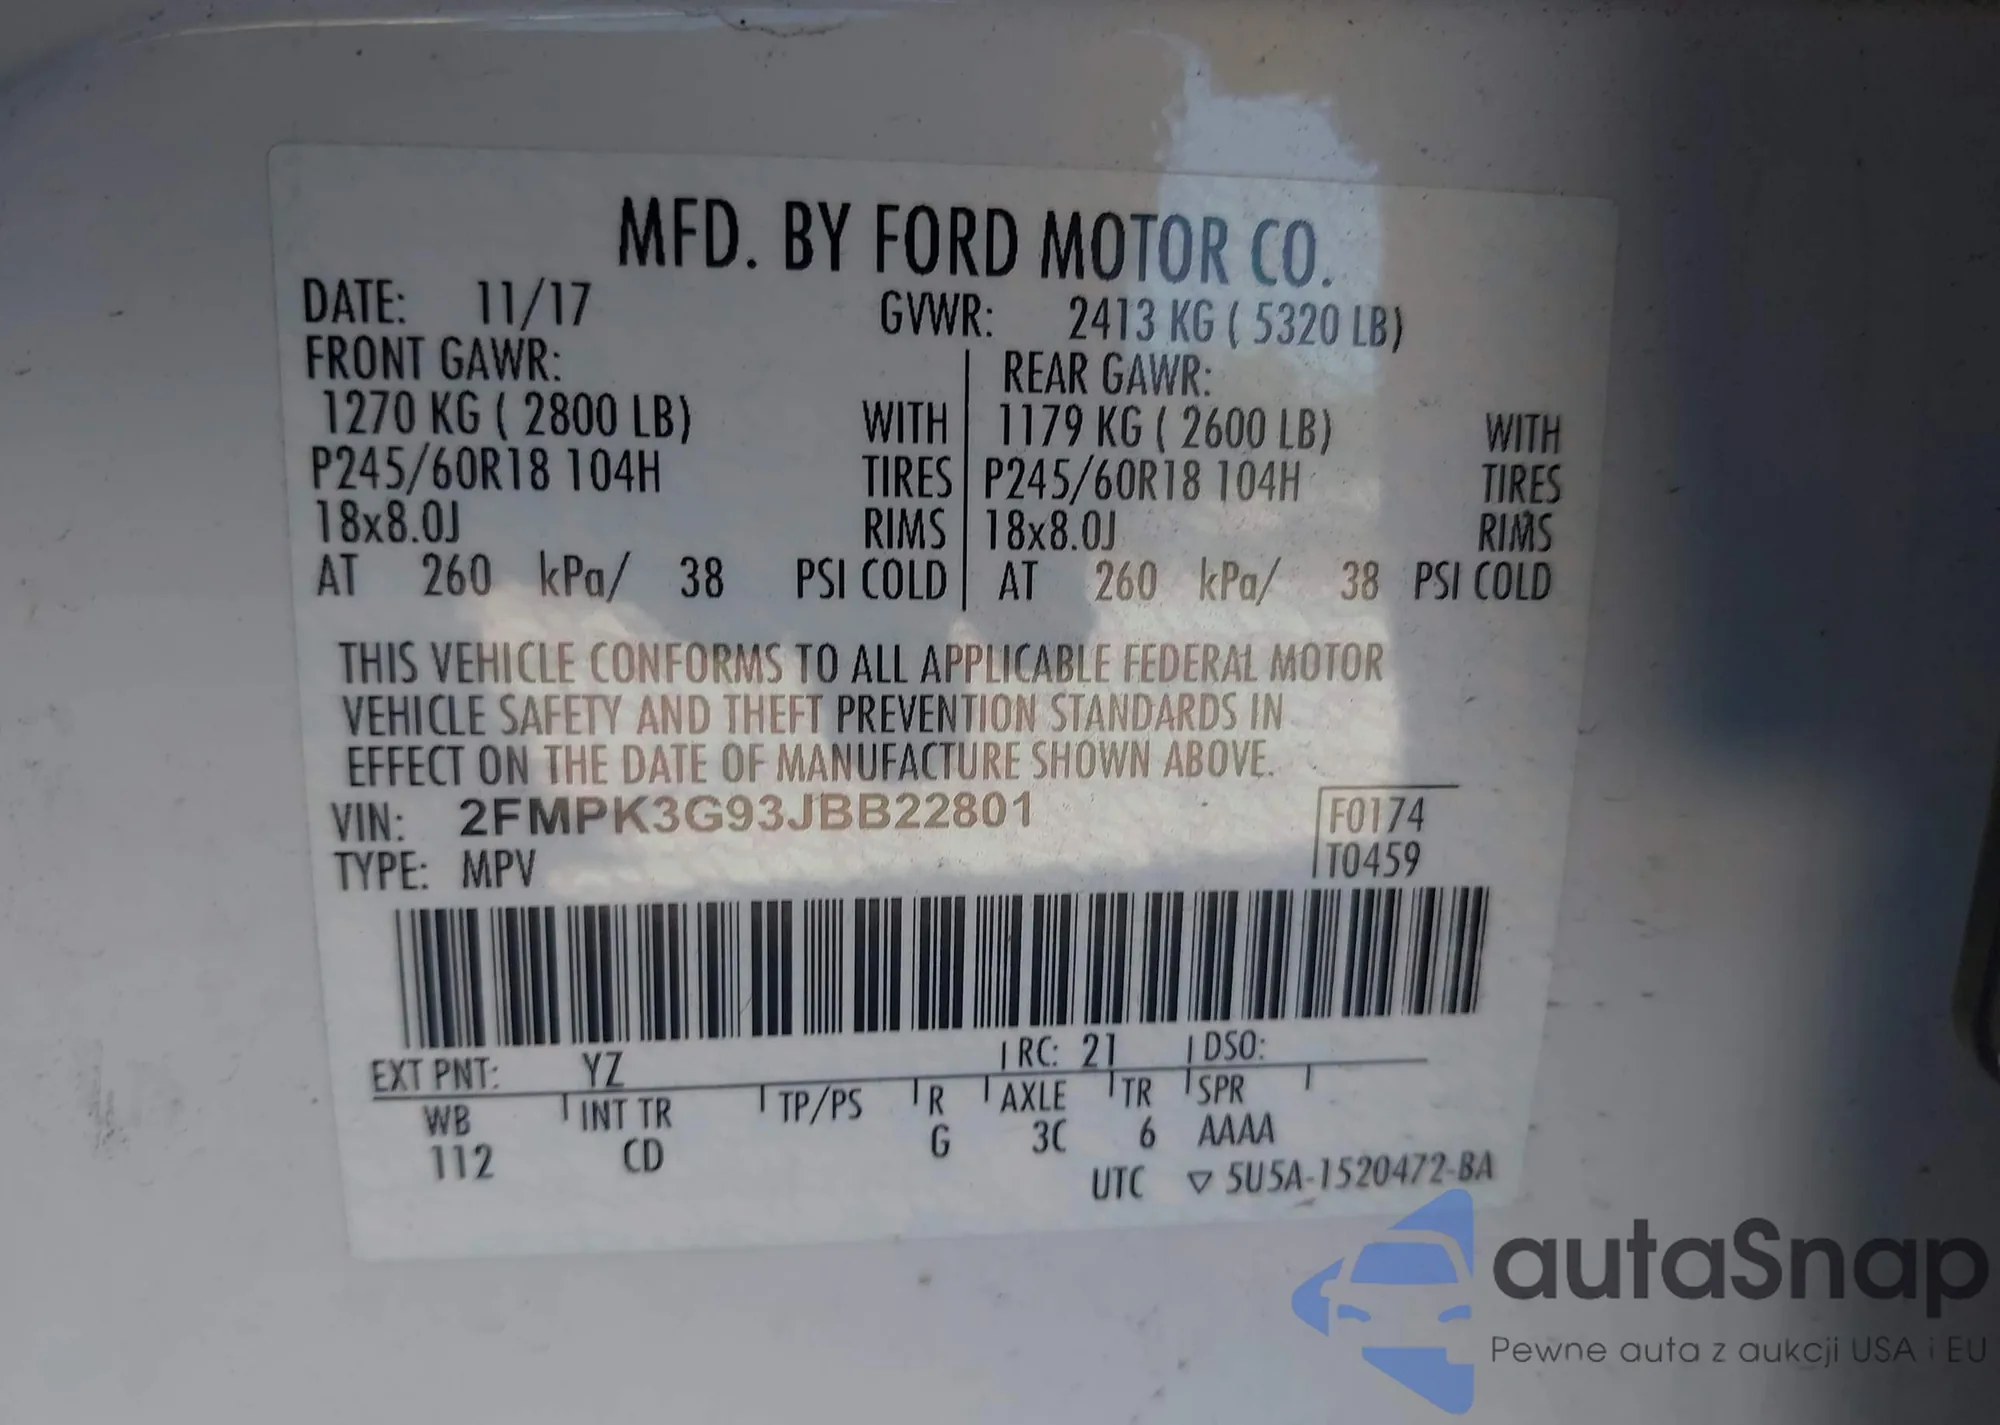 MFD. BY FORD MOTOR CO.
DATE: 11/17 GVWR: 2413 KG ( 5320 LB)
FRONT GAWR: REAR GAWR:
1270 KG ( 2800 LB) WITH 1179 KG ( 2600 LB) WITH
P245/60R18 104H TIRES P245/60R18 104H TIRES
18x8.0J RIMS 18x8.0J RIMS
AT 260 kPa/ 38 PSI COLD AT 260 kPa/ 38 PSI COLD
THIS VEHICLE CONFORMS TO ALL APPLICABLE FEDERAL MOTOR
VEHICLE SAFETY AND THEFT PREVENTION STANDARDS IN
EFFECT ON THE DATE OF MANUFACTURE SHOWN ABOVE.
VIN: 2FMPK3G93JBB22801 F0174
TYPE: MPV T0459
EXT PNT: YZ RC: 21 DSO:
WB INT TR TP/PS R AXLE TR SPR
112 CD G 3C 6 AAAA
UTC ▽ 5U5A-1520472-BA
autaSnap
Pewne auta z aukcji USA i EU